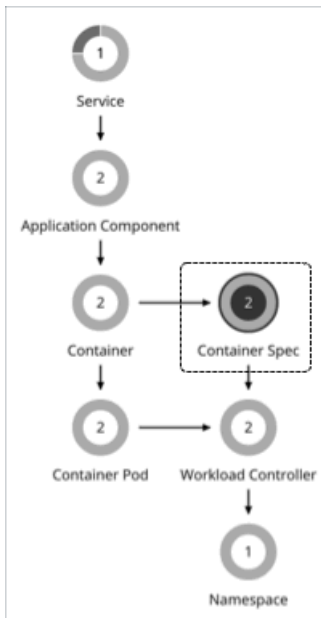 1
Service
2
Application Component
2
2
Container
Container Spec
2
2
Container Pod
Workload Controller
1
Namespace